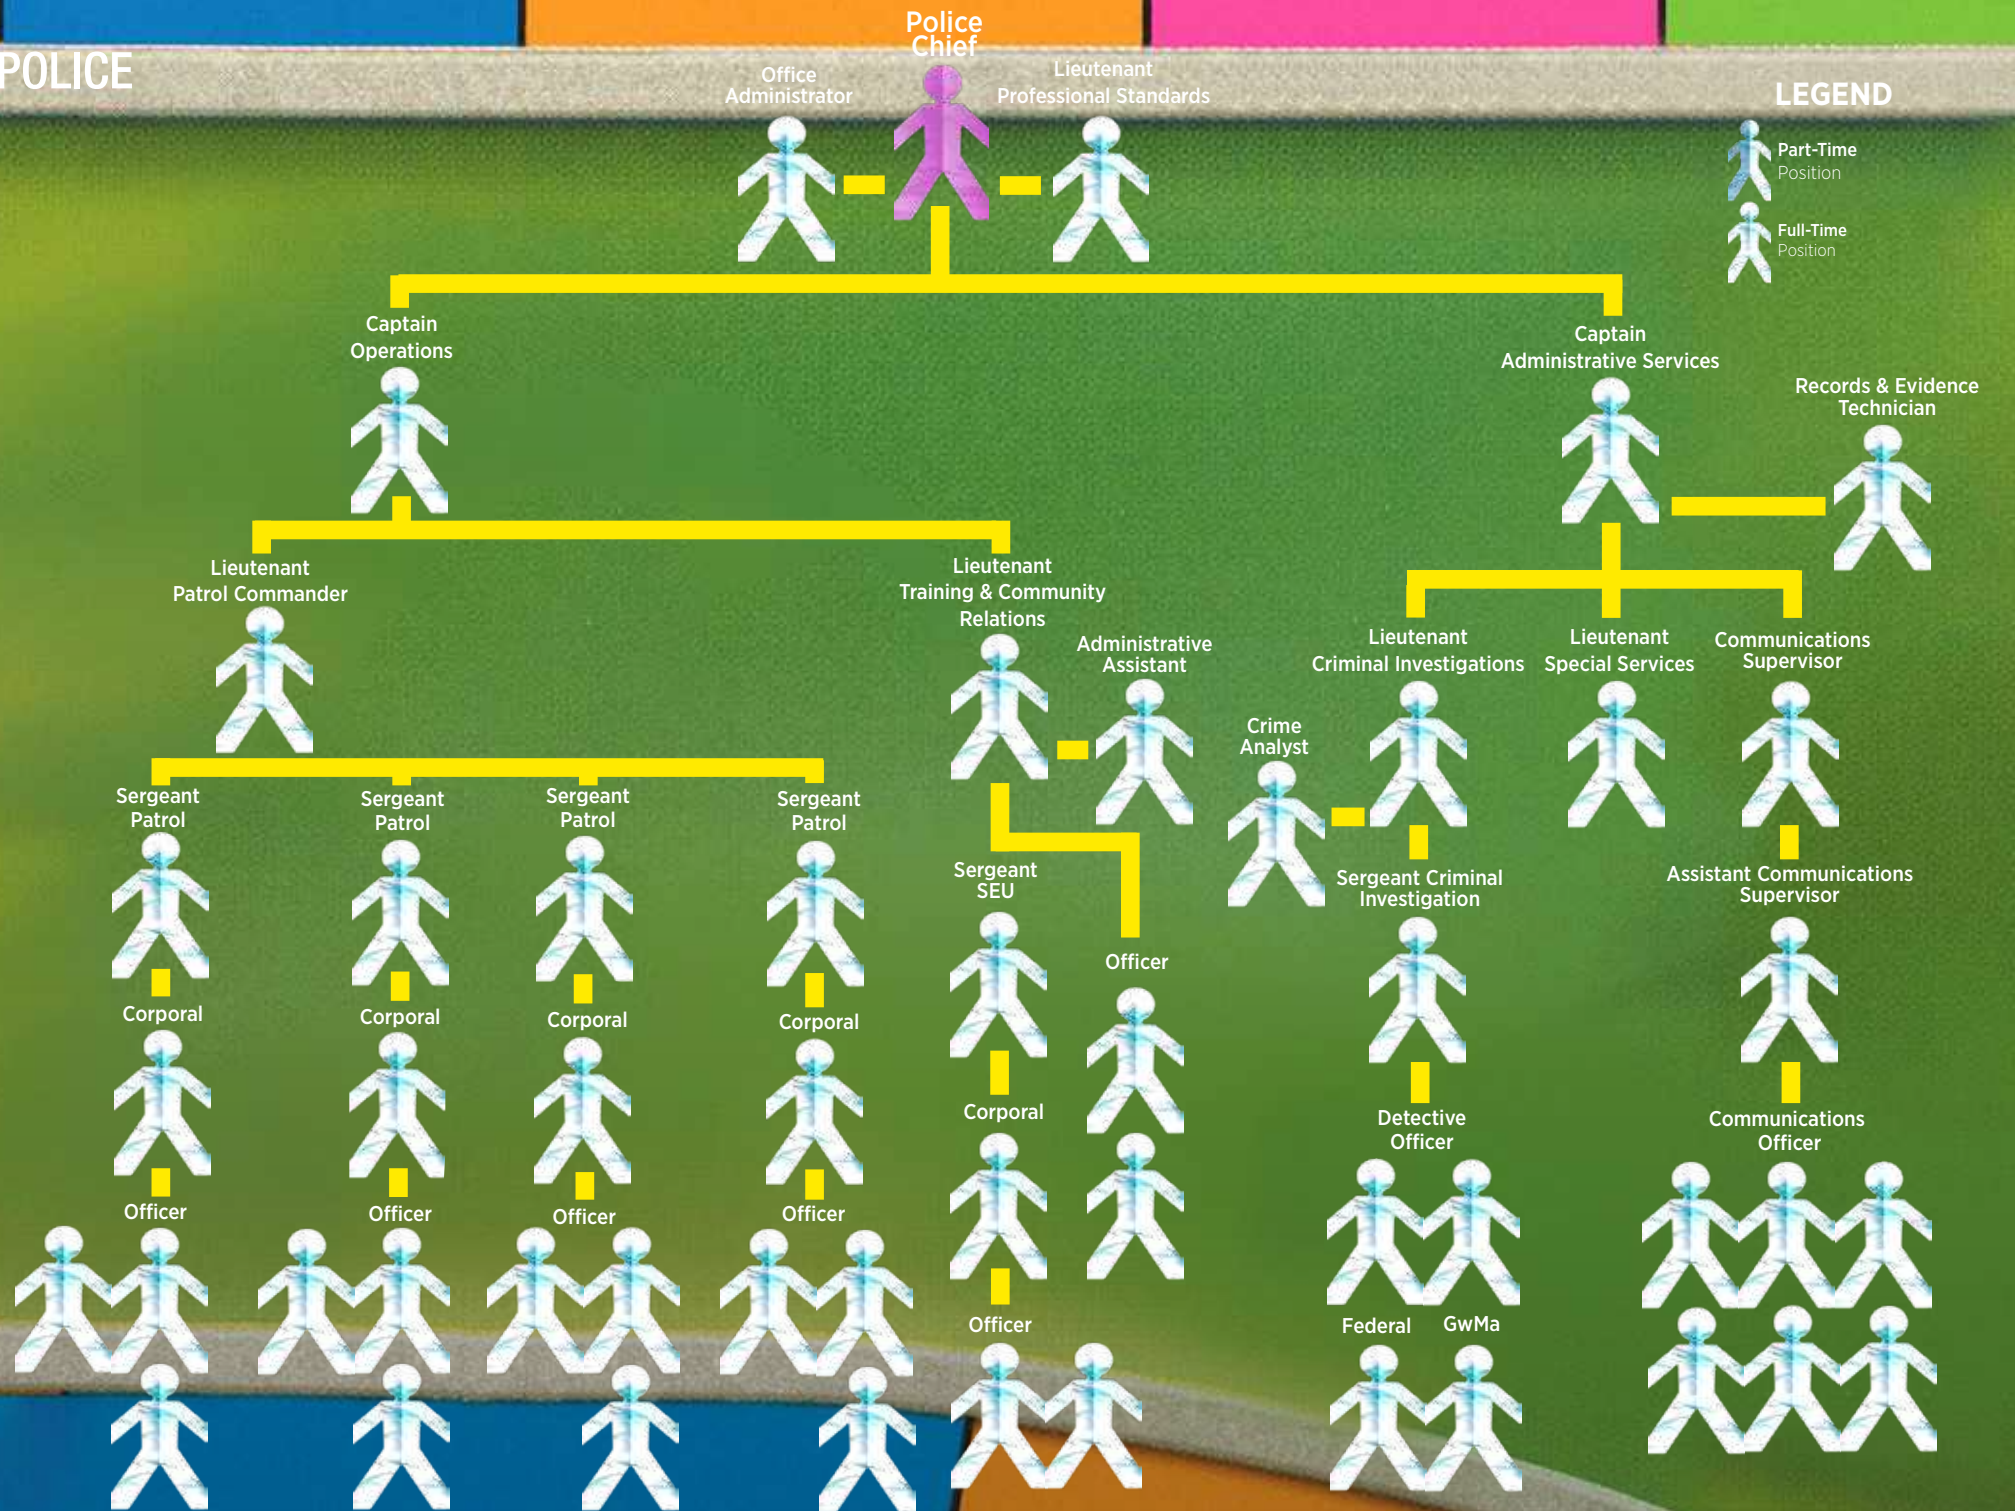 POLICE
Police
Chief
Office
Administrator
Lieutenant
Professional Standards
LEGEND
Part-Time
Position
Full-Time
Position
Captain
Operations
Captain
Administrative Services
Records & Evidence
Technician
Lieutenant
Patrol Commander
Lieutenant
Training & Community
Relations
Administrative
Assistant
Lieutenant
Criminal Investigations
Lieutenant
Special Services
Communications
Supervisor
Crime
Analyst
Sergeant
Patrol
Sergeant
Patrol
Sergeant
Patrol
Sergeant
Patrol
Sergeant
SEU
Officer
Sergeant Criminal
Investigation
Assistant Communications
Supervisor
Corporal
Corporal
Corporal
Corporal
Corporal
Detective
Officer
Communications
Officer
Officer
Officer
Officer
Officer
Officer
Federal
GwMa